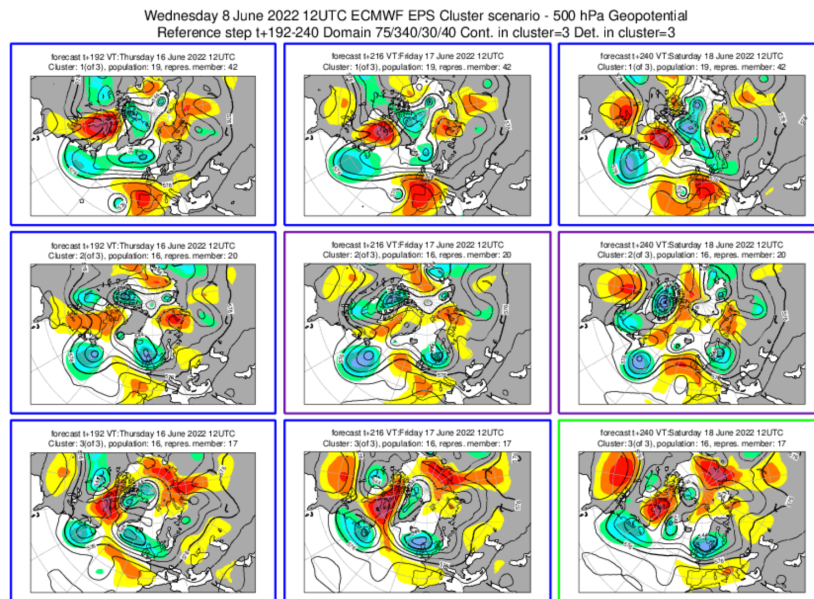 Wednesday 8 June 2022 12UTC ECMWF EPS Cluster scenario - 500 hPa Geopotential
Reference step t+192-240 Domain 75/340/30/40 Cont. in cluster=3 Det. in cluster=3
forecast t+192 VT:Thursday 16 June 2022 12UTC
Cluster: 1(of 3), population: 19, repres. member: 42
forecast t+216 VT:Friday 17 June 2022 12UTC
Cluster: 1(of 3), population: 19, repres. member: 42
forecast t+240 VT:Saturday 18 June 2022 12UTC
Cluster: 1(of 3), population: 19, repres. member: 42
forecast t+192 VT:Thursday 16 June 2022 12UTC
Cluster: 2(of 3), population: 16, repres. member: 20
forecast t+216 VT:Friday 17 June 2022 12UTC
Cluster: 2(of 3), population: 16, repres. member: 20
forecast t+240 VT:Saturday 18 June 2022 12UTC
Cluster: 2(of 3), population: 16, repres. member: 20
forecast t+192 VT:Thursday 16 June 2022 12UTC
Cluster: 3(of 3), population: 16, repres. member: 17
forecast t+216 VT:Friday 17 June 2022 12UTC
Cluster: 3(of 3), population: 16, repres. member: 17
forecast t+240 VT:Saturday 18 June 2022 12UTC
Cluster: 3(of 3), population: 16, repres. member: 17